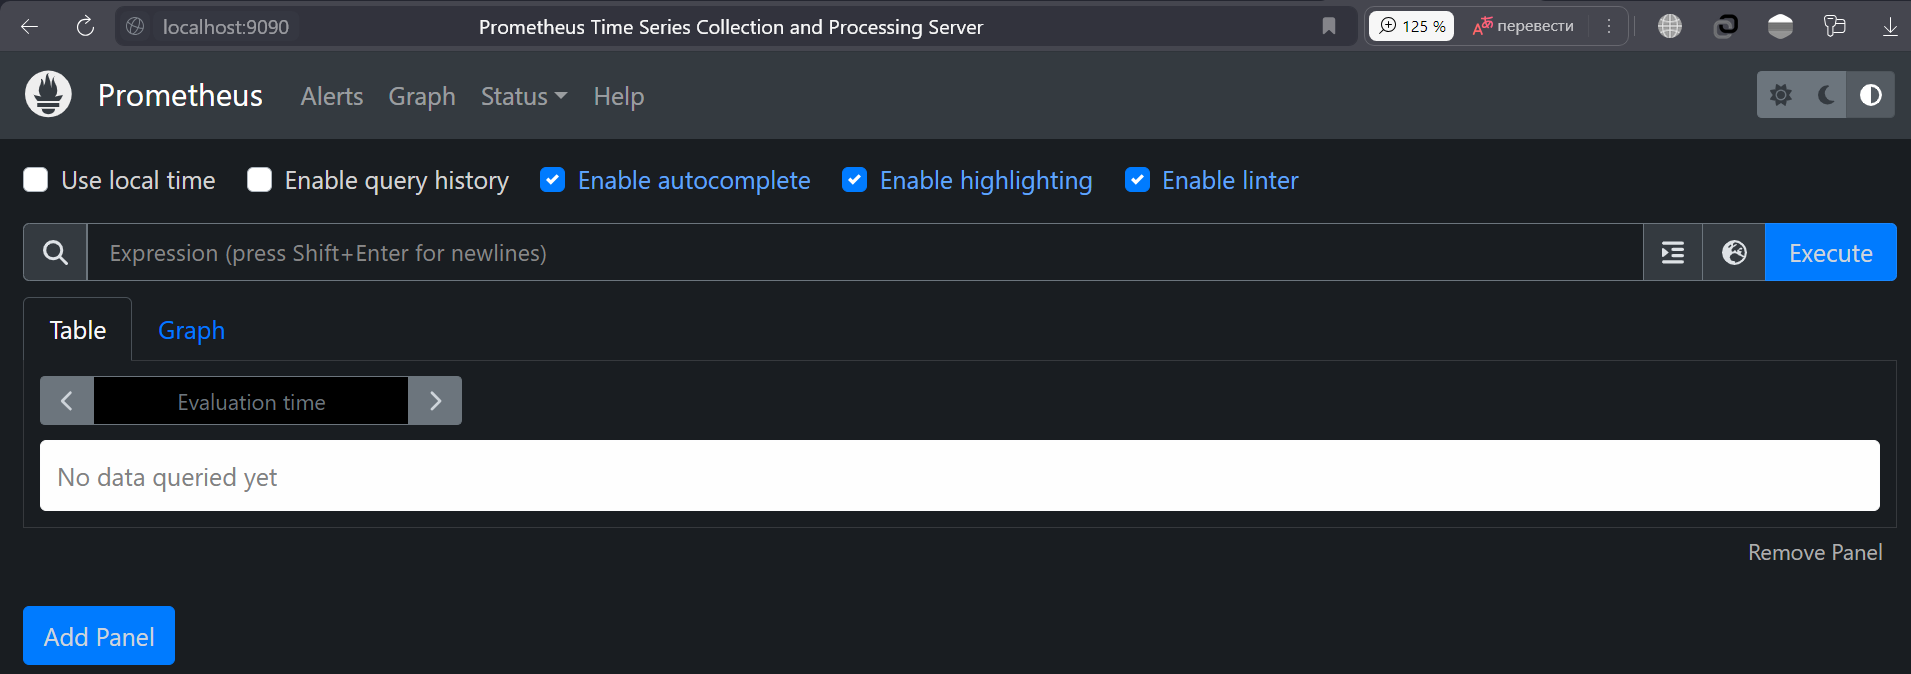 localhost:9090 Prometheus Time Series Collection and Processing Server 125 % перевести
Prometheus Alerts Graph Status Help
Use local time Enable query history Enable autocomplete Enable highlighting Enable linter
Expression (press Shift+Enter for newlines) Execute
Table Graph
Evaluation time
No data queried yet
Remove Panel
Add Panel